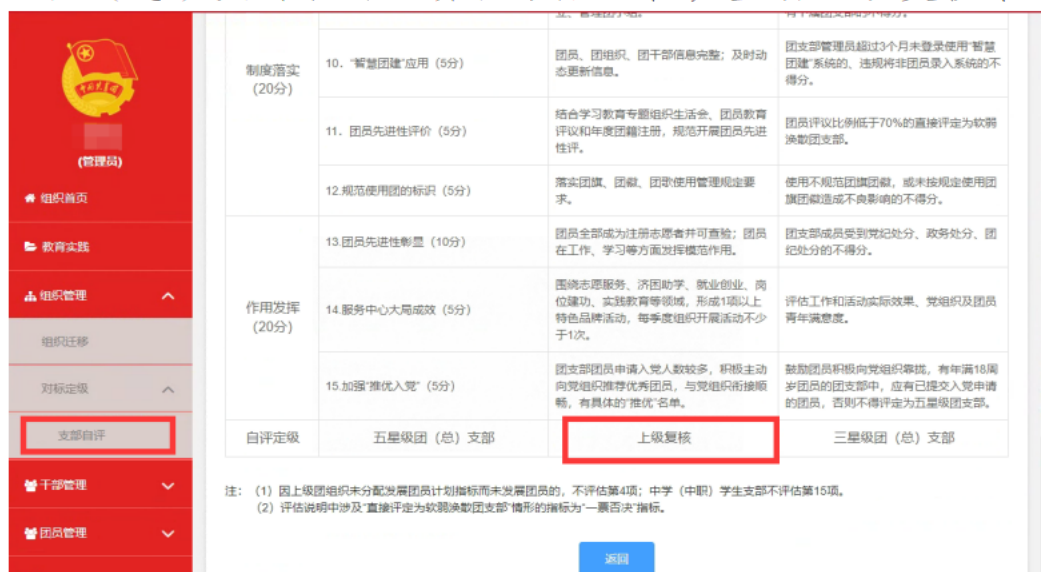 (管理员)
组织首页
教育实践
组织管理
组织迁移
对标定级
支部自评
干部管理
团员管理
制度落实
(20分)
10. “智慧团建”应用（5分）
团员、团组织、团干部信息完整；及时动
态更新信息。
团支部管理员超过3个月未登录使用“智慧
团建”系统的、违规将非团员录入系统的不
得分。
11. 团员先进性评价（5分）
结合学习教育专题组织生活会、团员教育
评议和年度团籍注册，规范开展团员先进
性评。
团员评议比例低于70%的直接评定为软弱
涣散团支部。
12.规范使用团的标识（5分）
落实团旗、团徽、团歌使用管理规定要
求。
使用不规范团旗团徽，或未按规定使用团
旗团徽造成不良影响的不得分。
作用发挥
(20分)
13.团员先进性彰显（10分）
团员全部成为注册志愿者并可查验；团员
在工作、学习等方面发挥模范作用。
团支部成员受到党纪处分、政务处分、团
纪处分的不得分。
14.服务中心大局成效（5分）
围绕志愿服务、济困助学、就业创业、岗
位建功、实践教育等领域，形成1项以上
特色品牌活动，每季度组织开展活动不少
于1次。
评估工作和活动实际效果、党组织及团员
青年满意度。
15.加强“推优入党”（5分）
团支部团员申请入党人数较多，积极主动
向党组织推荐优秀团员，与党组织衔接顺
畅，有具体的“推优”名单。
鼓励团员积极向党组织靠拢，有年满18周
岁团员的团支部中，应有已提交入党申请
的团员，否则不得评定为五星级团支部。
自评定级
五星级团（总）支部
上级复核
三星级团（总）支部
注：（1）因上级团组织未分配发展团员计划指标而未发展团员的，不评估第4项；中学（中职）学生支部不评估第15项。
（2）评估说明中涉及“直接评定为软弱涣散团支部”情形的指标为“一票否决”指标。
返回